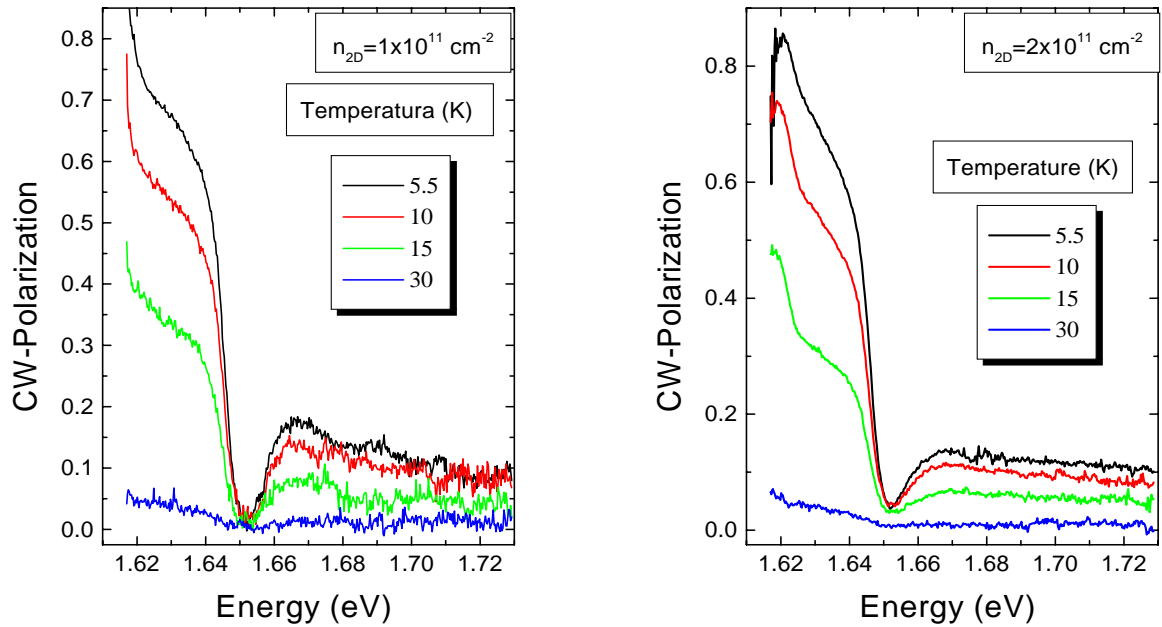 n2D=1x10^11 cm^-2
Temperatura (K)
5.5
10
15
30
CW-Polarization
0.8
0.7
0.6
0.5
0.4
0.3
0.2
0.1
0.0
1.62 1.64 1.66 1.68 1.70 1.72
Energy (eV)
n2D=2x10^11 cm^-2
Temperature (K)
5.5
10
15
30
CW-Polarization
0.8
0.6
0.4
0.2
0.0
1.62 1.64 1.66 1.68 1.70 1.72
Energy (eV)